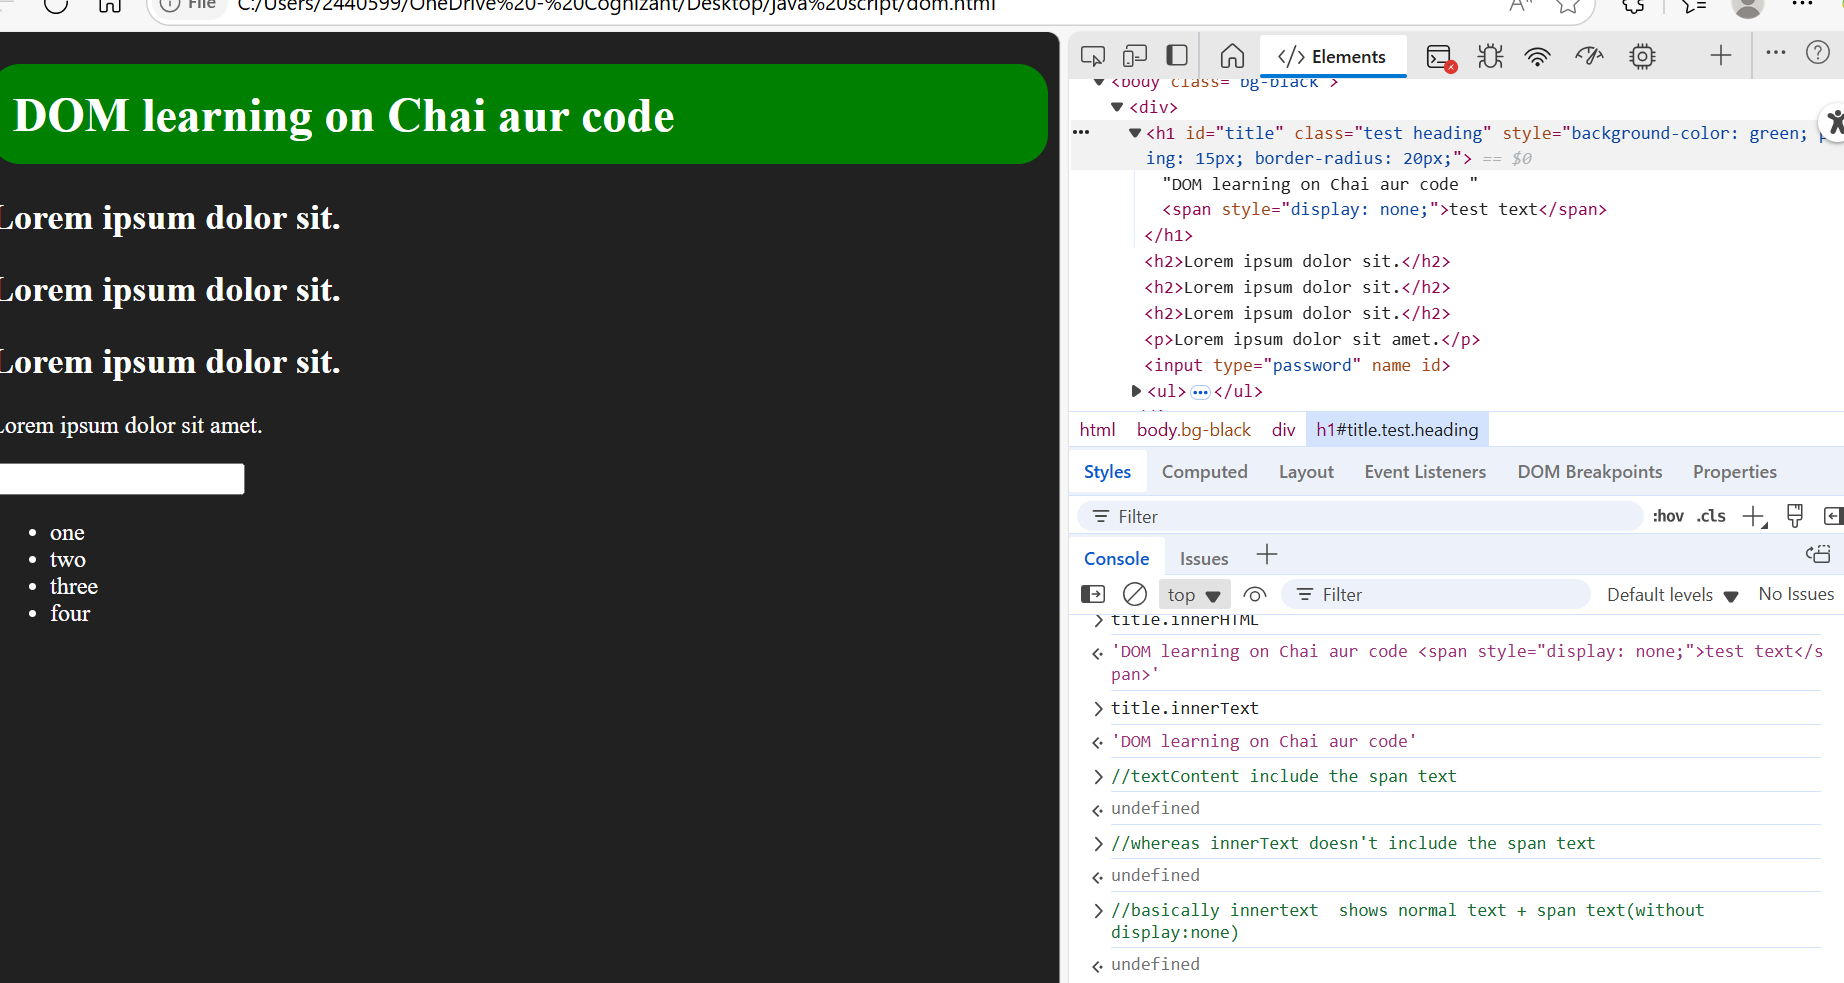 File C:/Users/2440599/OneDrive%20-%20Cognizant/Desktop/java%20script/dom.html
DOM learning on Chai aur code
Lorem ipsum dolor sit.
Lorem ipsum dolor sit.
Lorem ipsum dolor sit.
Lorem ipsum dolor sit amet.
one
two
three
four
</> Elements
<body class="bg-black">
<div>
<h1 id="title" class="test heading" style="background-color: green; p
ing: 15px; border-radius: 20px;"> == $0
"DOM learning on Chai aur code "
<span style="display: none;">test text</span>
</h1>
<h2>Lorem ipsum dolor sit.</h2>
<h2>Lorem ipsum dolor sit.</h2>
<h2>Lorem ipsum dolor sit.</h2>
<p>Lorem ipsum dolor sit amet.</p>
<input type="password" name id>
<ul>•••</ul>
html body.bg-black div h1#title.test.heading
Styles Computed Layout Event Listeners DOM Breakpoints Properties
Filter :hov .cls
Console Issues
top Filter Default levels No Issues
title.innerHTML
'DOM learning on Chai aur code <span style="display: none;">test text</s
pan>'
title.innerText
'DOM learning on Chai aur code'
//textContent include the span text
undefined
//whereas innerText doesn't include the span text
undefined
//basically innertext  shows normal text + span text(without
display:none)
undefined